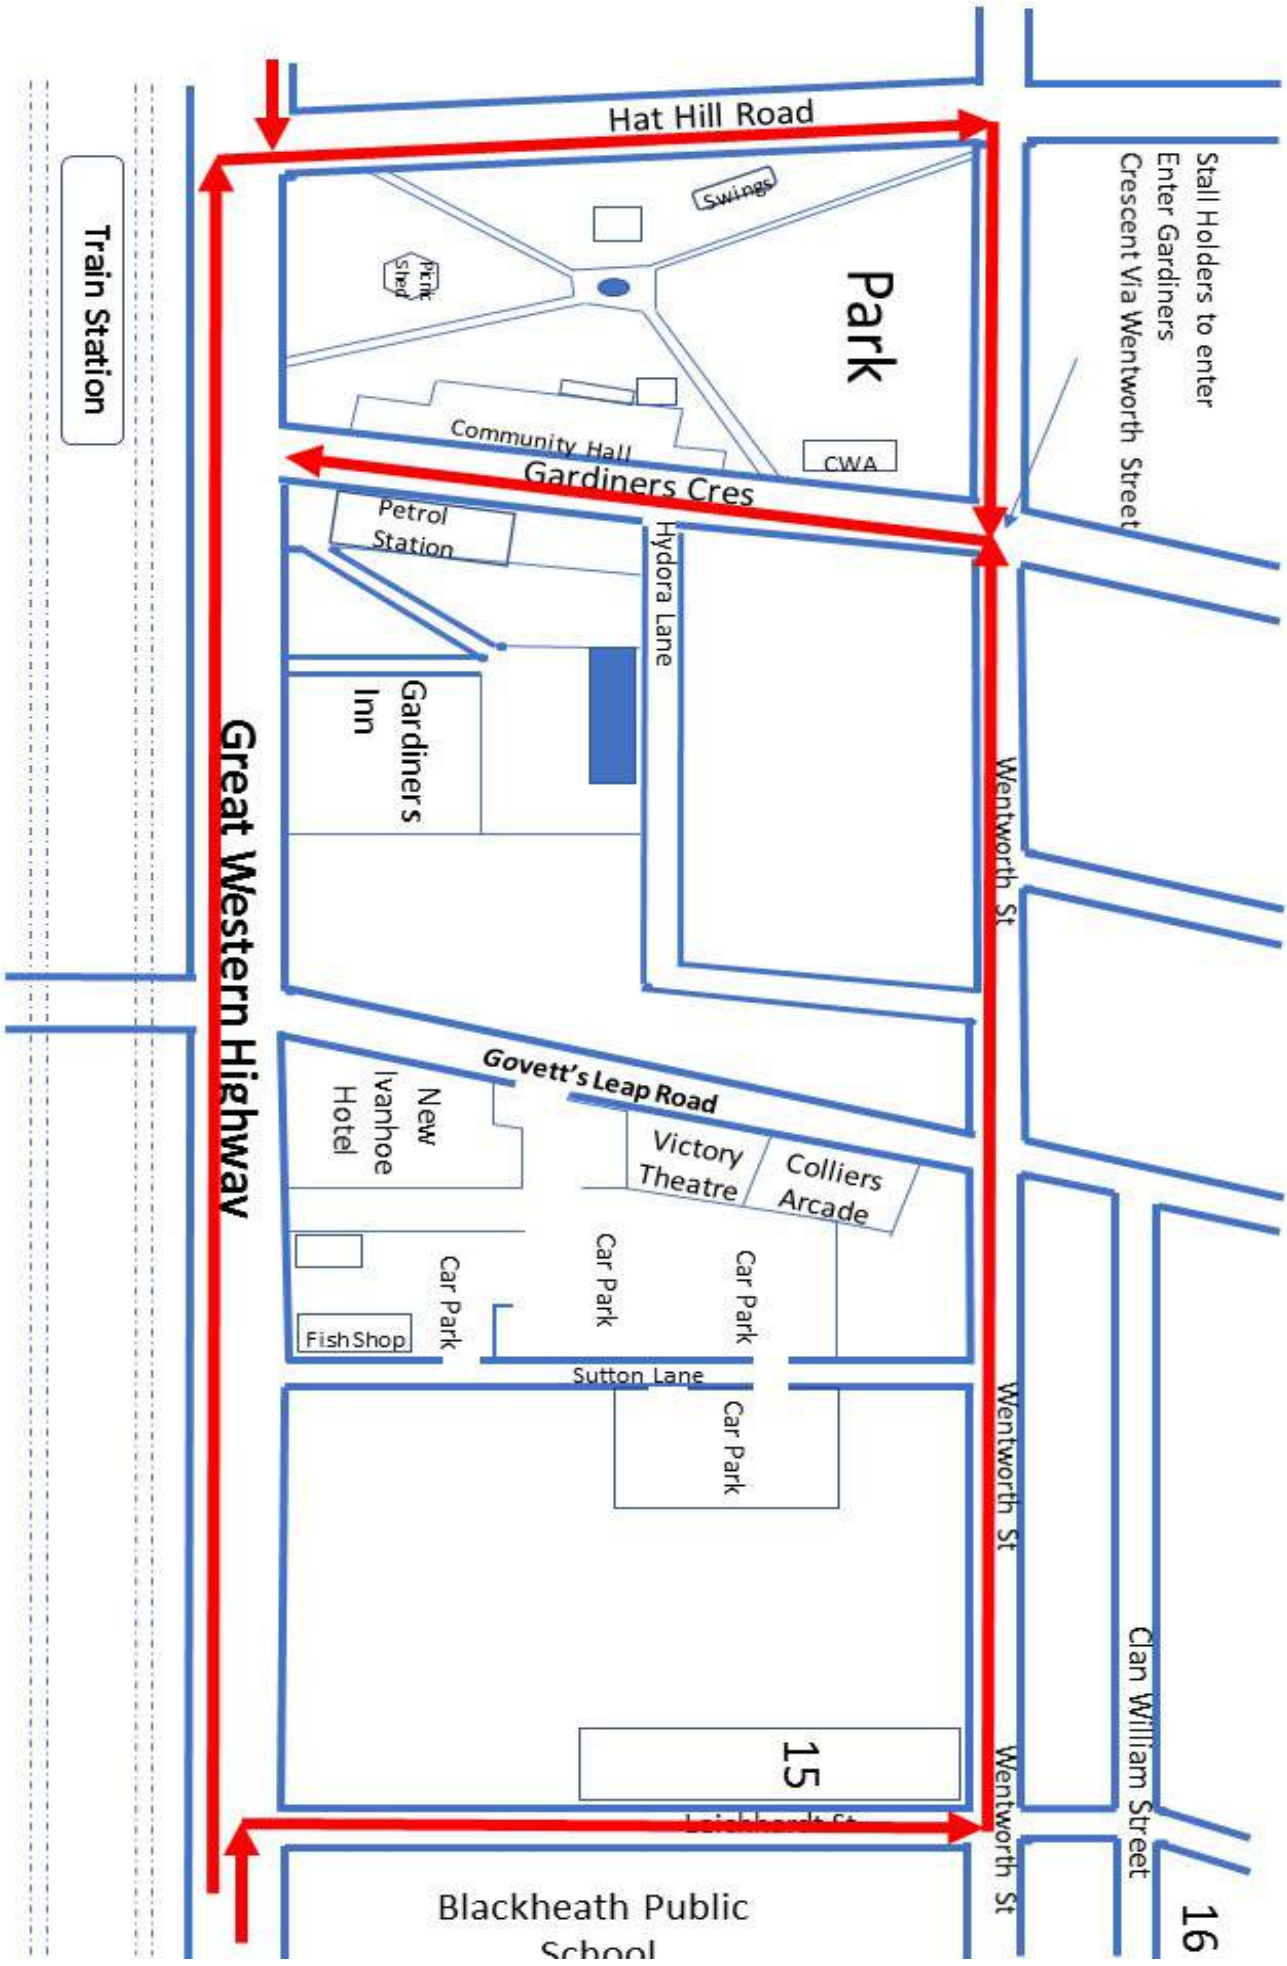 Hat Hill Road
Stall Holders to enter
Enter Gardiners
Crescent Via Wentworth Street
Swings
Train Station
Picnic
Shed
Park
Community Hall
CWA
Gardiners Cres
Petrol
Station
Hydora Lane
Gardiners
Inn
Great Western Highway
Wentworth St
Govett's Leap Road
New
Ivanhoe
Hotel
Victory
Theatre
Colliers
Arcade
Car Park
Car Park
Car Park
Fish Shop
Sutton Lane
Car Park
Wentworth St
Clan William Street
15
Wentworth St
Leichhardt St
Blackheath Public
School
16